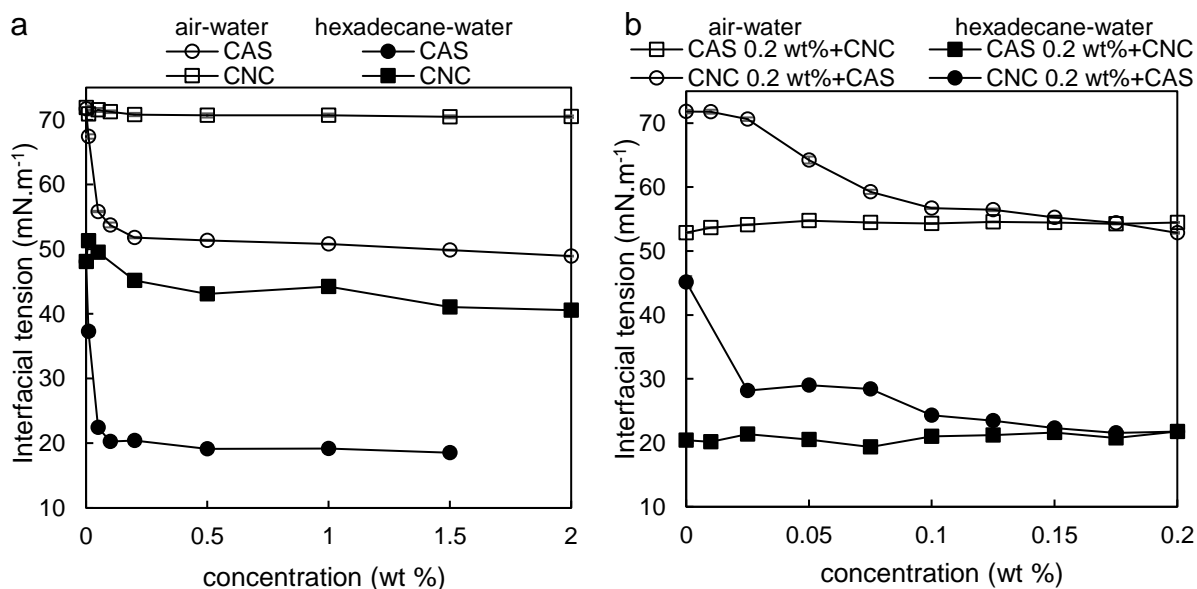 a
air-water hexadecane-water
CAS CAS
CNC CNC
Interfacial tension (mN.m⁻¹)
70
60
50
40
30
20
10
0 0.5 1 1.5 2
concentration (wt %)
b
air-water hexadecane-water
CAS 0.2 wt%+CNC CAS 0.2 wt%+CNC
CNC 0.2 wt%+CAS CNC 0.2 wt%+CAS
Interfacial tension (mN.m⁻¹)
70
60
50
40
30
20
10
0 0.05 0.1 0.15 0.2
concentration (wt %)